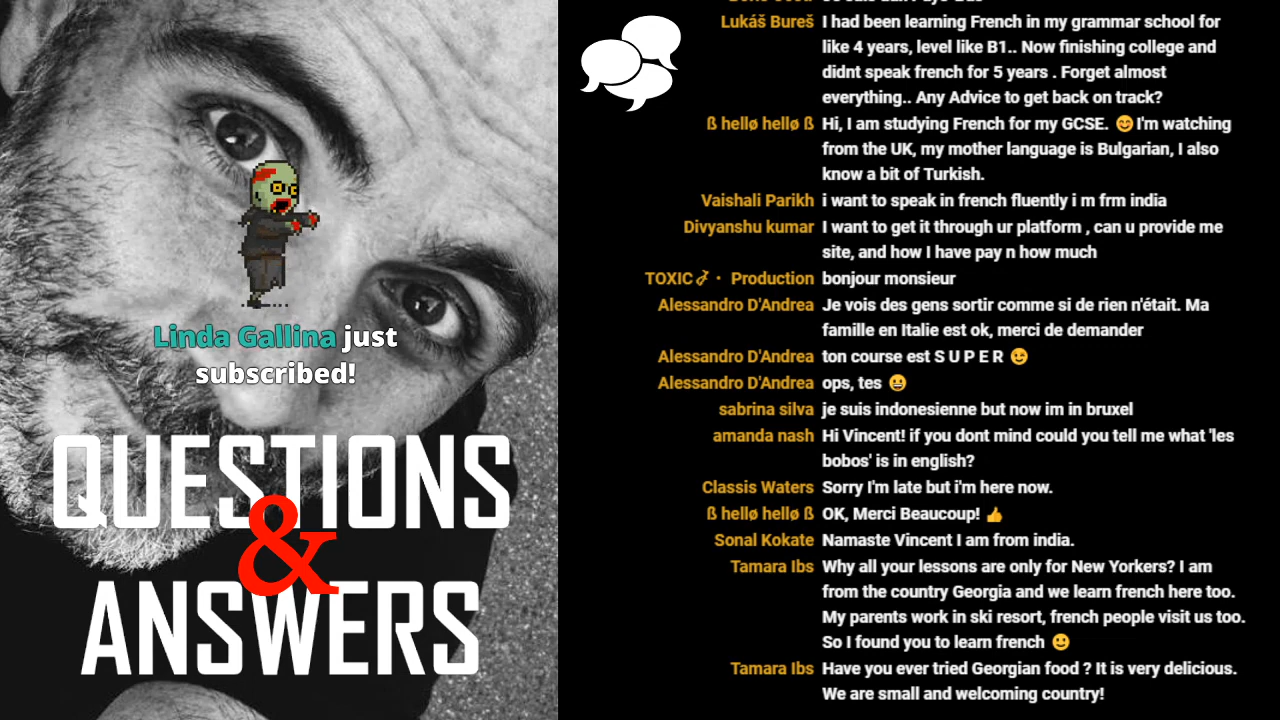 Linda Gallina just
subscribed!
QUESTIONS
&
ANSWERS
Lukáš Bureš I had been learning French in my grammar school for
like 4 years, level like B1.. Now finishing college and
didnt speak french for 5 years . Forget almost
everything.. Any Advice to get back on track?
ß hellø hellø ß Hi, I am studying French for my GCSE. 😊I'm watching
from the UK, my mother language is Bulgarian, I also
know a bit of Turkish.
Vaishali Parikh i want to speak in french fluently i m frm india
Divyanshu kumar I want to get it through ur platform , can u provide me
site, and how I have pay n how much
TOXIC ・ Production bonjour monsieur
Alessandro D'Andrea Je vois des gens sortir comme si de rien n'était. Ma
famille en Italie est ok, merci de demander
Alessandro D'Andrea ton course est S U P E R 😉
Alessandro D'Andrea ops, tes 😀
sabrina silva je suis indonesienne but now im in bruxel
amanda nash Hi Vincent! if you dont mind could you tell me what 'les
bobos' is in english?
Classis Waters Sorry I'm late but i'm here now.
ß hellø hellø ß OK, Merci Beaucoup! 👍
Sonal Kokate Namaste Vincent I am from india.
Tamara Ibs Why all your lessons are only for New Yorkers? I am
from the country Georgia and we learn french here too.
My parents work in ski resort, french people visit us too.
So I found you to learn french 🙂
Tamara Ibs Have you ever tried Georgian food ? It is very delicious.
We are small and welcoming country!